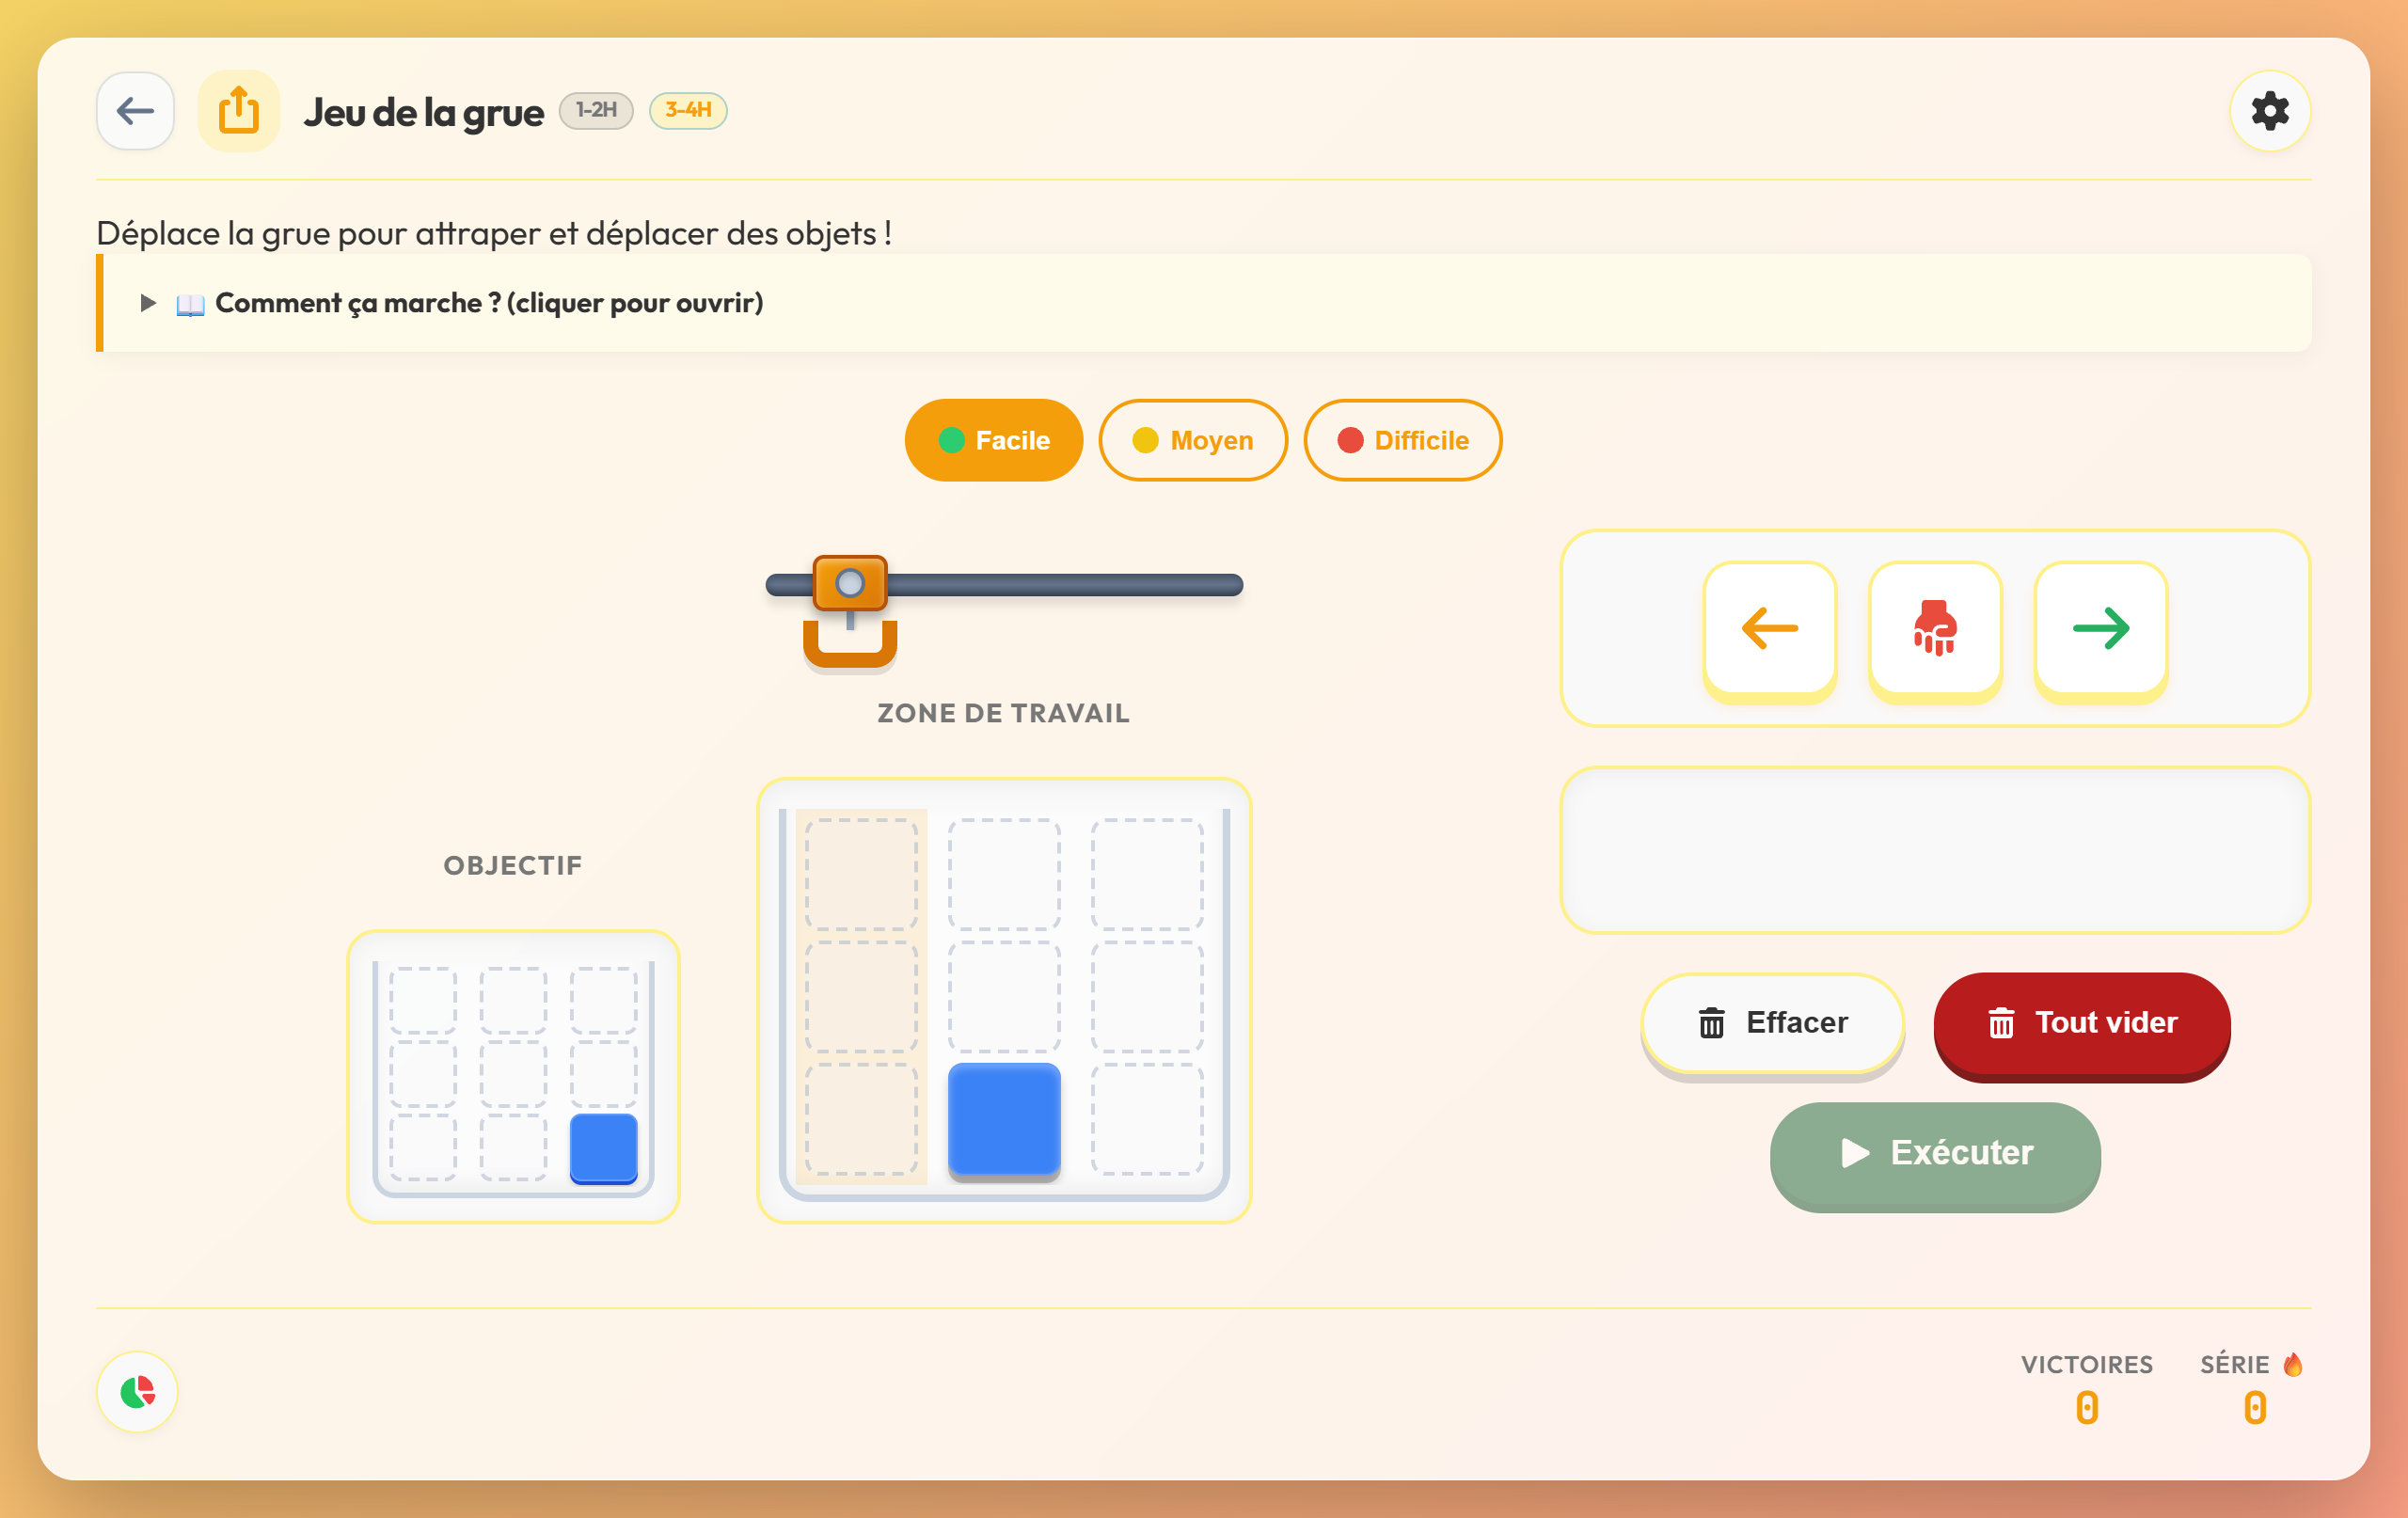 Jeu de la grue 1-2H 3-4H
Déplace la grue pour attraper et déplacer des objets !
Comment ça marche ? (cliquer pour ouvrir)
Facile Moyen Difficile
ZONE DE TRAVAIL
OBJECTIF
Effacer Tout vider
Exécuter
VICTOIRES SÉRIE
0 0